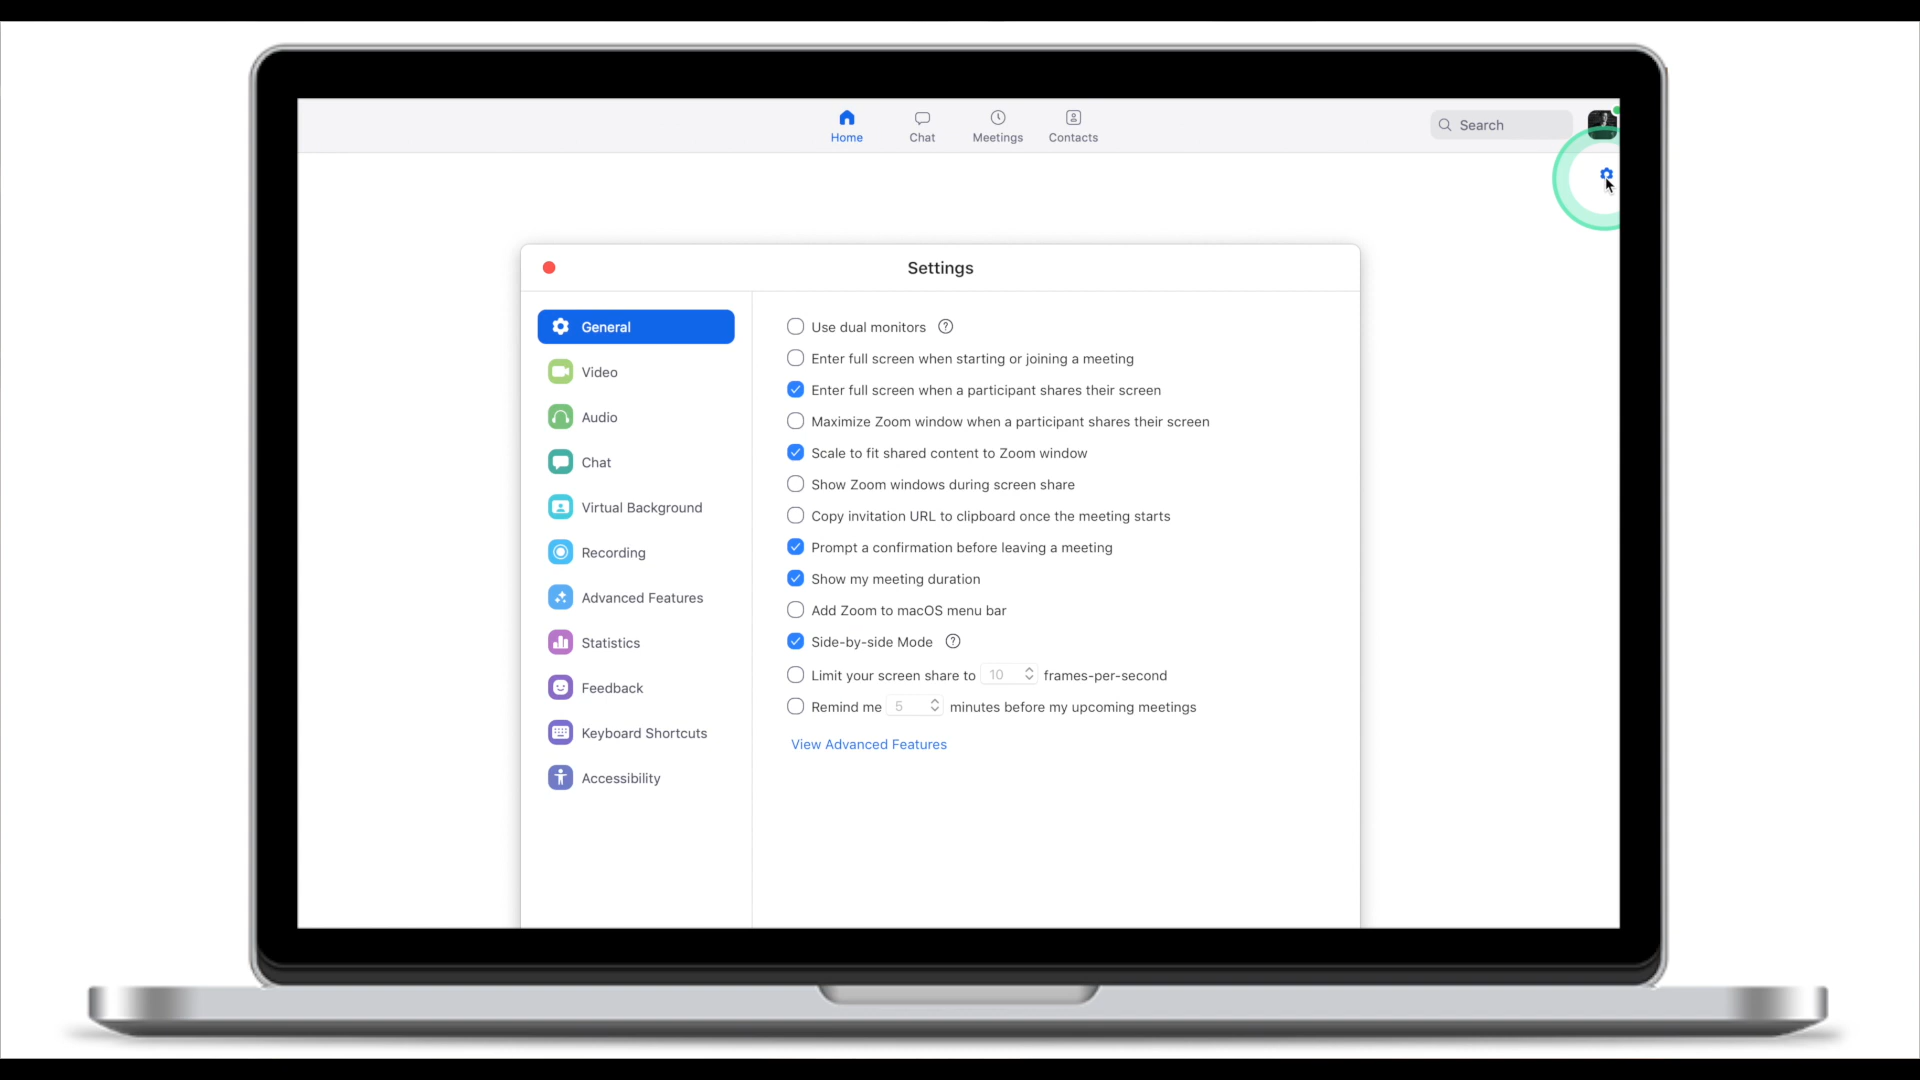 Home
Chat
Meetings
Contacts
Search
Settings
General
Video
Audio
Chat
Virtual Background
Recording
Advanced Features
Statistics
Feedback
Keyboard Shortcuts
Accessibility
Use dual monitors ?
Enter full screen when starting or joining a meeting
Enter full screen when a participant shares their screen
Maximize Zoom window when a participant shares their screen
Scale to fit shared content to Zoom window
Show Zoom windows during screen share
Copy invitation URL to clipboard once the meeting starts
Prompt a confirmation before leaving a meeting
Show my meeting duration
Add Zoom to macOS menu bar
Side-by-side Mode ?
Limit your screen share to 10 frames-per-second
Remind me 5 minutes before my upcoming meetings
View Advanced Features